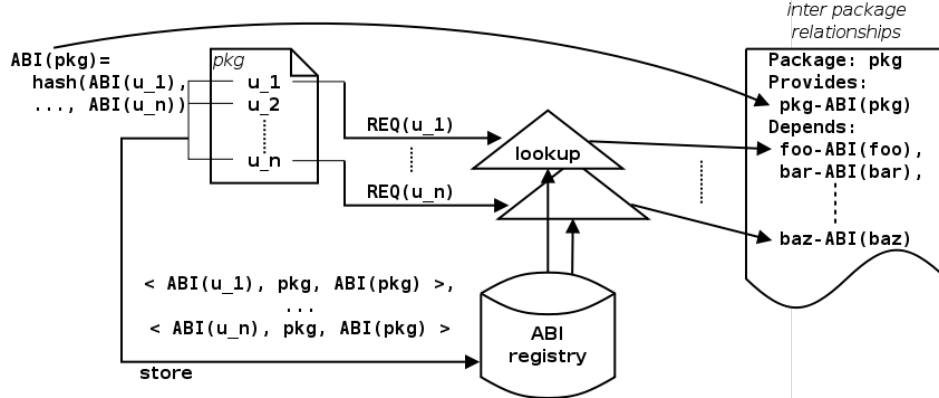 inter package
relationships
ABI(pkg)=
hash(ABI(u_1),
..., ABI(u_n))
pkg
u_1
u_2
u_n
REQ(u_1)
REQ(u_n)
lookup
Package: pkg
Provides:
pkg-ABI(pkg)
Depends:
foo-ABI(foo),
bar-ABI(bar),
baz-ABI(baz)
< ABI(u_1), pkg, ABI(pkg) >,
...
< ABI(u_n), pkg, ABI(pkg) >
ABI
registry
store